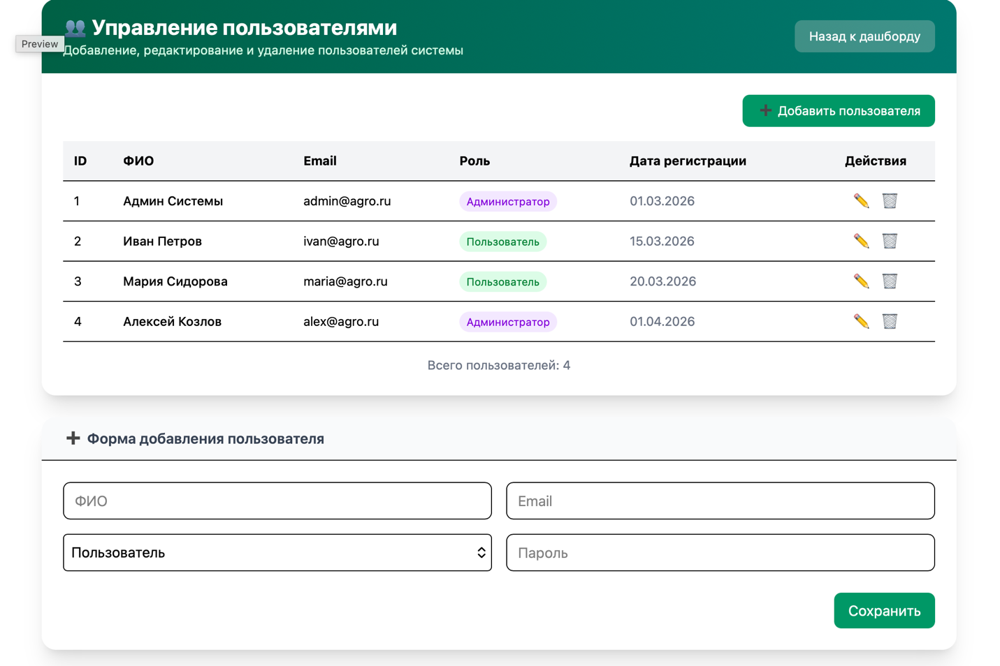 Управление пользователями
Preview
Добавление, редактирование и удаление пользователей системы
Назад к дашборду
Добавить пользователя
ID ФИО Email Роль Дата регистрации Действия
1 Админ Системы admin@agro.ru Администратор 01.03.2026
2 Иван Петров ivan@agro.ru Пользователь 15.03.2026
3 Мария Сидорова maria@agro.ru Пользователь 20.03.2026
4 Алексей Козлов alex@agro.ru Администратор 01.04.2026
Всего пользователей: 4
Форма добавления пользователя
ФИО Email
Пользователь Пароль
Сохранить